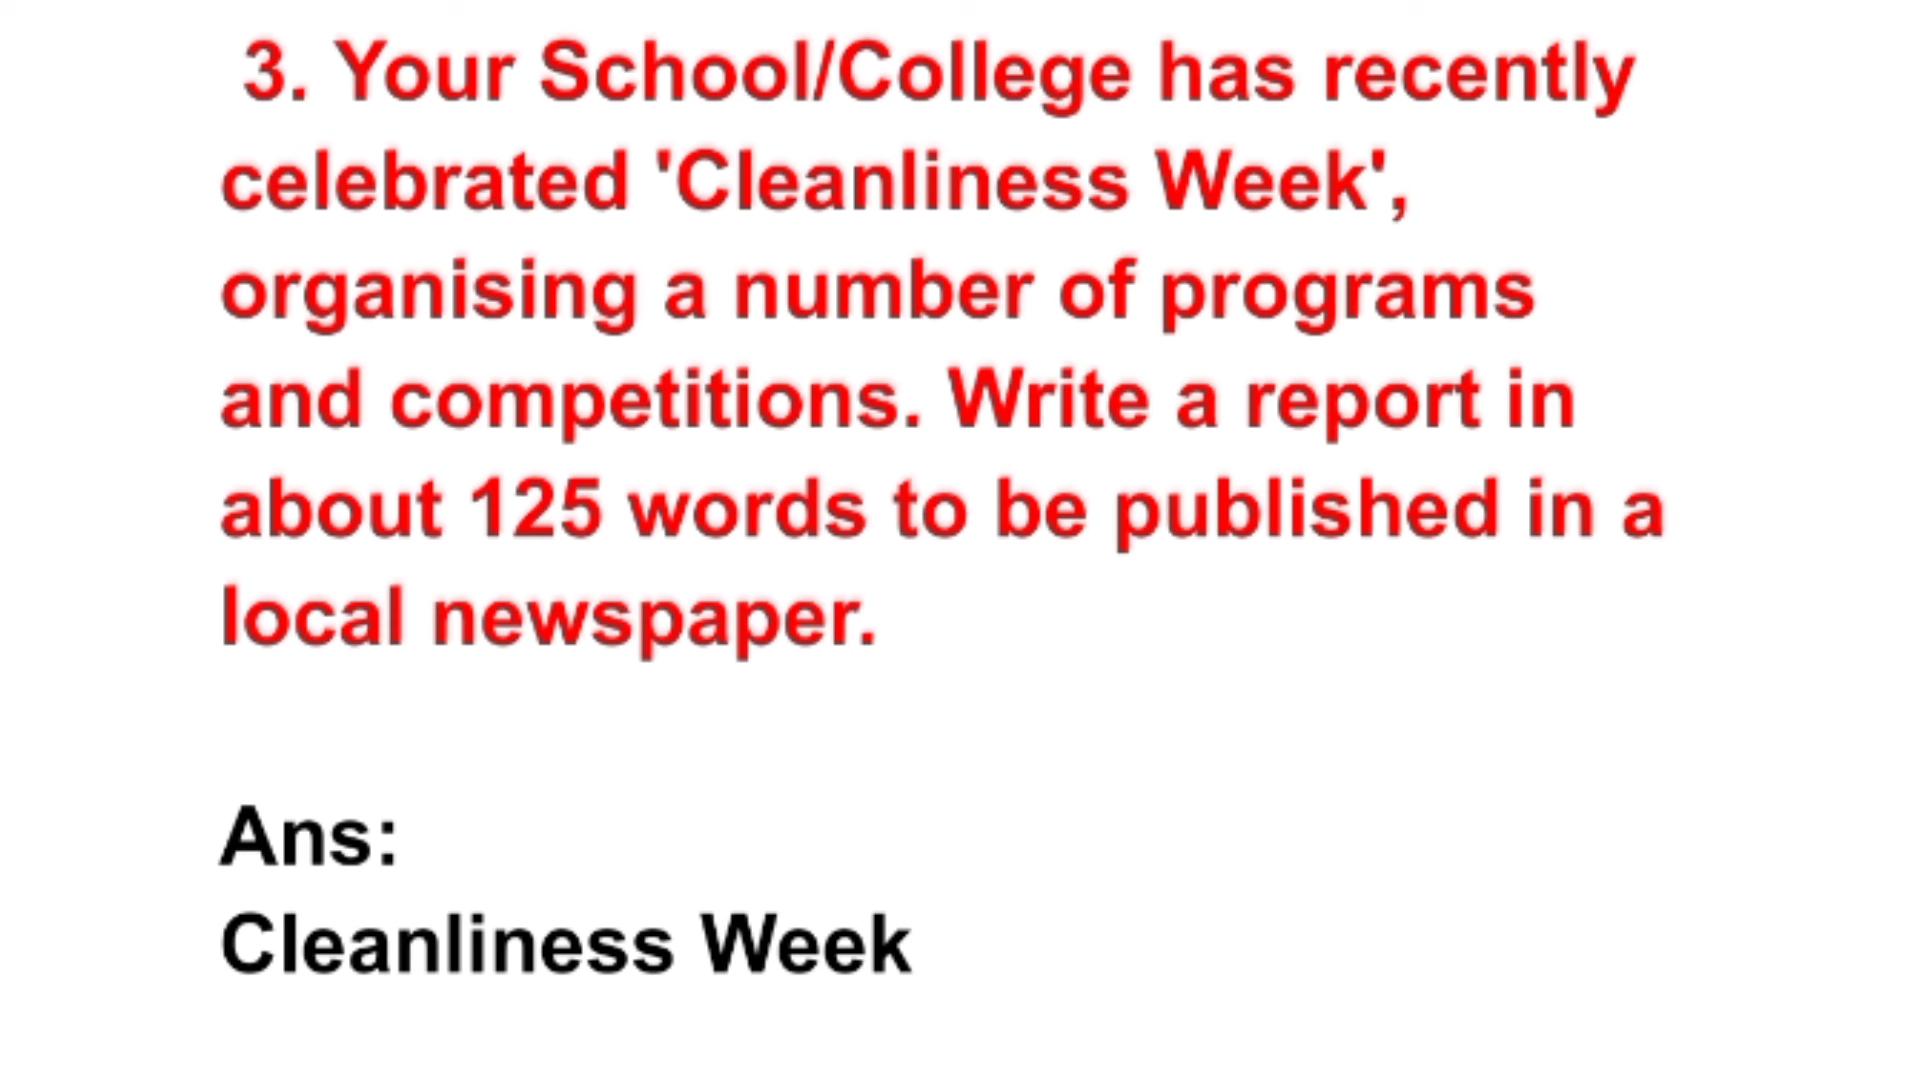 3. Your School/College has recently
celebrated 'Cleanliness Week',
organising a number of programs
and competitions. Write a report in
about 125 words to be published in a
local newspaper.
Ans:
Cleanliness Week